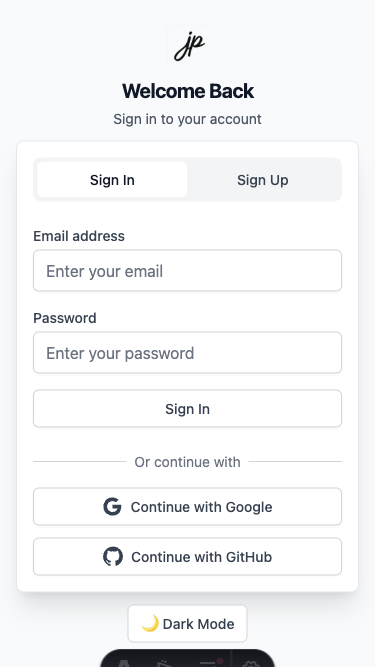 jp
Welcome Back
Sign in to your account
Sign In
Sign Up
Email address
Enter your email
Password
Enter your password
Sign In
Or continue with
Continue with Google
Continue with GitHub
🌙 Dark Mode